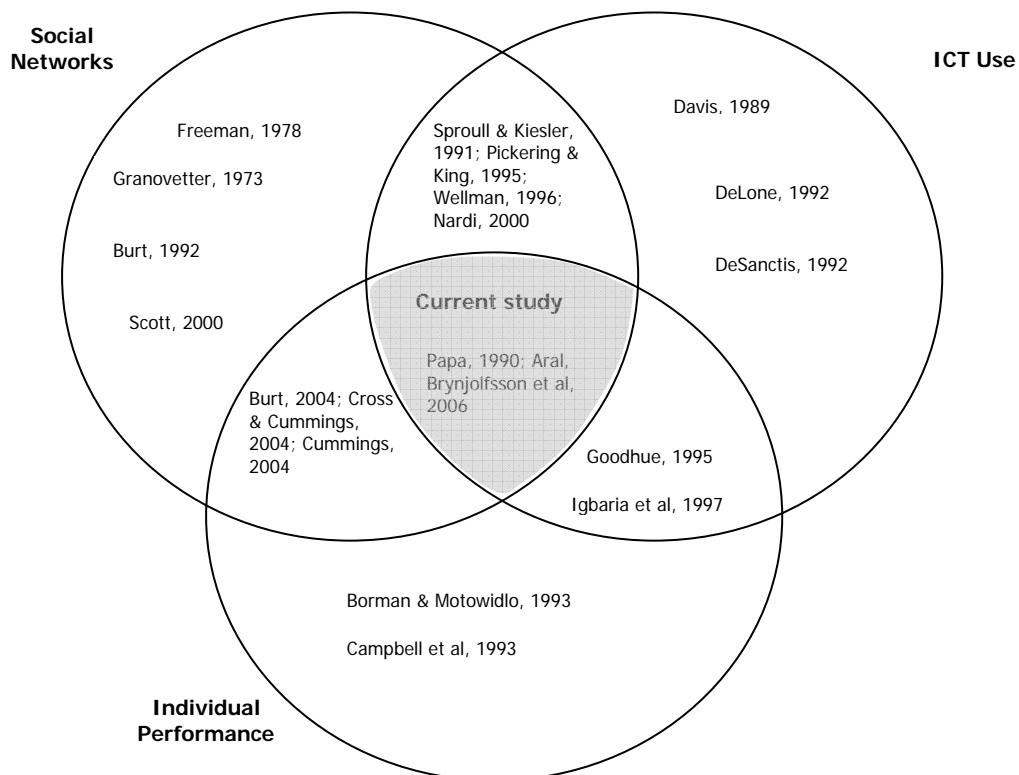 Social
Networks
ICT Use
Freeman, 1978
Granovetter, 1973
Burt, 1992
Scott, 2000
Sproull & Kiesler,
1991; Pickering &
King, 1995;
Wellman, 1996;
Nardi, 2000
Davis, 1989
DeLone, 1992
DeSanctis, 1992
Current study
Papa, 1990; Aral,
Brynjolfsson et al,
2006
Burt, 2004; Cross
& Cummings,
2004; Cummings,
2004
Goodhue, 1995
Igbaria et al, 1997
Borman & Motowidlo, 1993
Campbell et al, 1993
Individual
Performance